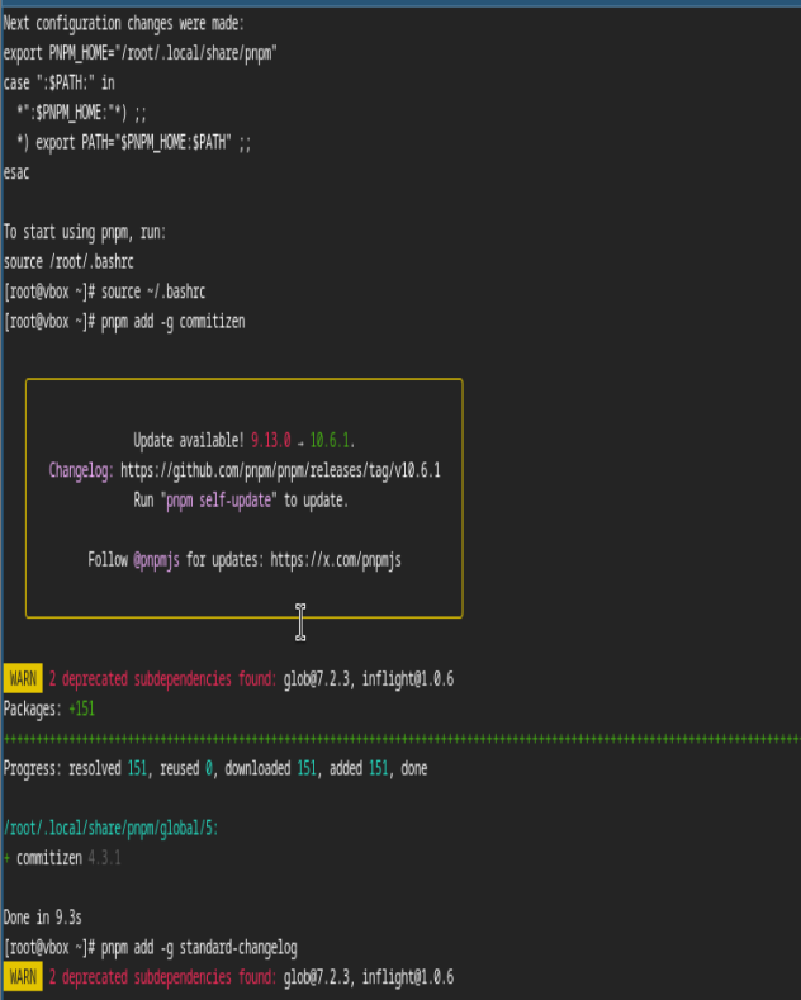 Next configuration changes were made:
export PNPM_HOME="/root/.local/share/pnpm"
case ":$PATH:" in
  *":$PNPM_HOME:"*) ;;
  *) export PATH="$PNPM_HOME:$PATH" ;;
esac
To start using pnpm, run:
source /root/.bashrc
[root@vbox ~]# source ~/.bashrc
[root@vbox ~]# pnpm add -g commitizen
Update available! 9.13.0 → 10.6.1.
Changelog: https://github.com/pnpm/pnpm/releases/tag/v10.6.1
Run "pnpm self-update" to update.
Follow @pnpmjs for updates: https://x.com/pnpmjs
WARN 2 deprecated subdependencies found: glob@7.2.3, inflight@1.0.6
Packages: +151
++++++++++++++++++++++++++++++++++++++++++++++++++++++++++++++++++++++++++++++++++++++++++++++++++++++++++++++++++++++++++
Progress: resolved 151, reused 0, downloaded 151, added 151, done
/root/.local/share/pnpm/global/5:
+ commitizen 4.3.1
Done in 9.3s
[root@vbox ~]# pnpm add -g standard-changelog
WARN 2 deprecated subdependencies found: glob@7.2.3, inflight@1.0.6